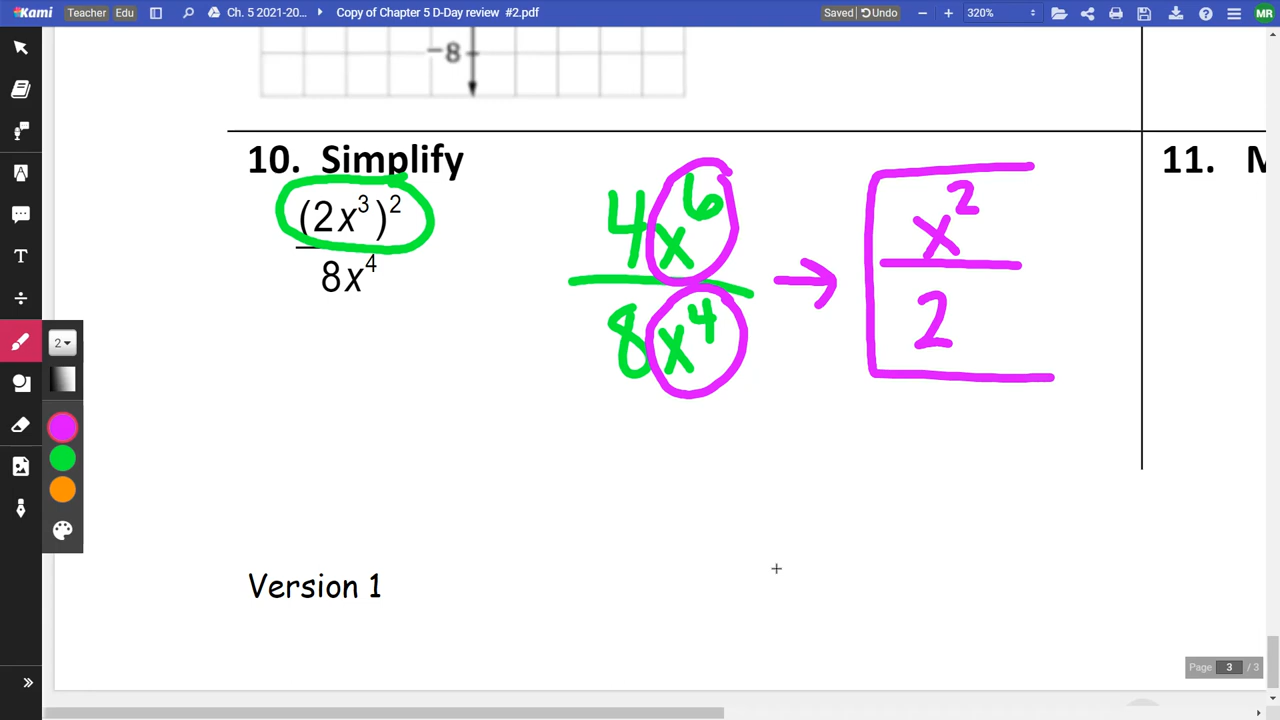 Kami Teacher Edu Ch. 5 2021-20... Copy of Chapter 5 D-Day review #2.pdf Saved Undo 320% MR
-8
10. Simplify
(2x³)²
8x⁴
4x⁶
8x⁴
→
x²
2
11. M
A
T
2
Version 1
Page 3 / 3